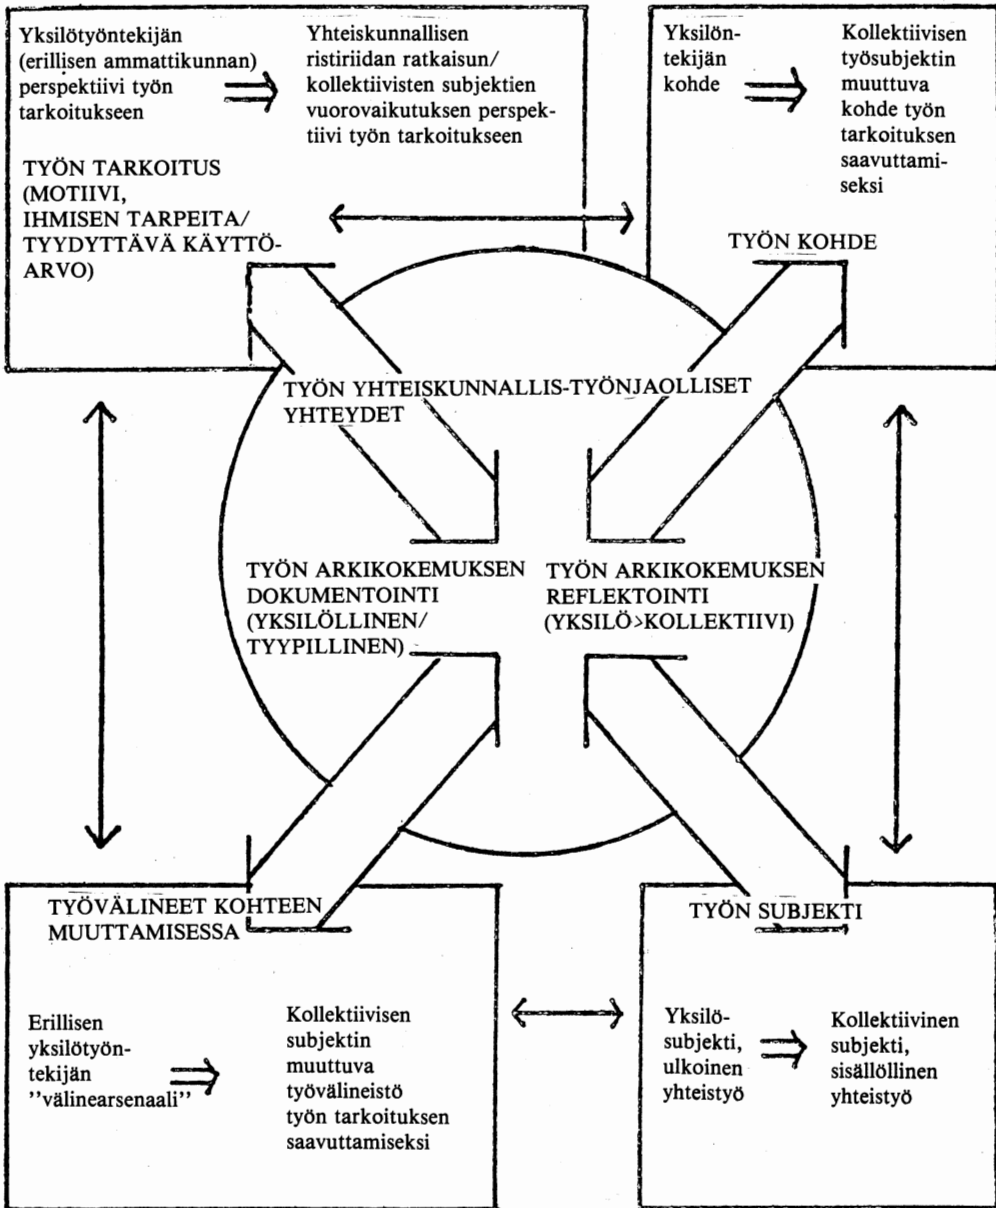 Yksilötyöntekijän
(erillisen ammattikunnan)
perspektiivi työn
tarkoitukseen
Yhteiskunnallisen
ristiriidan ratkaisun/
kollektiivisten subjektien
vuorovaikutuksen perspek-
tiivi työn tarkoitukseen
TYÖN TARKOITUS
(MOTIIVI,
IHMISEN TARPEITA/
TYYDYTTÄVÄ KÄYTTÖ-
ARVO)
Yksilön-
tekijän
kohde
Kollektiivisen
työsubjektin
muuttuva
kohde työn
tarkoituksen
saavuttami-
seksi
TYÖN KOHDE
TYÖN YHTEISKUNNALLIS-TYÖNJAOLLISET
YHTEYDET
TYÖN ARKIKOKEMUKSEN
DOKUMENTOINTI
(YKSILÖLLINEN/
TYYPILLINEN)
TYÖN ARKIKOKEMUKSEN
REFLEKTOINTI
(YKSILÖ>KOLLEKTIIVI)
TYÖVÄLINEET KOHTEEN
MUUTTAMISESSA
Erillisen
yksilötyön-
tekijän
''välinearsenaali''
Kollektiivisen
subjektin
muuttuva
työvälineistö
työn tarkoituksen
saavuttamiseksi
TYÖN SUBJEKTI
Yksilö-
subjekti,
ulkoinen
yhteistyö
Kollektiivinen
subjekti,
sisällöllinen
yhteistyö